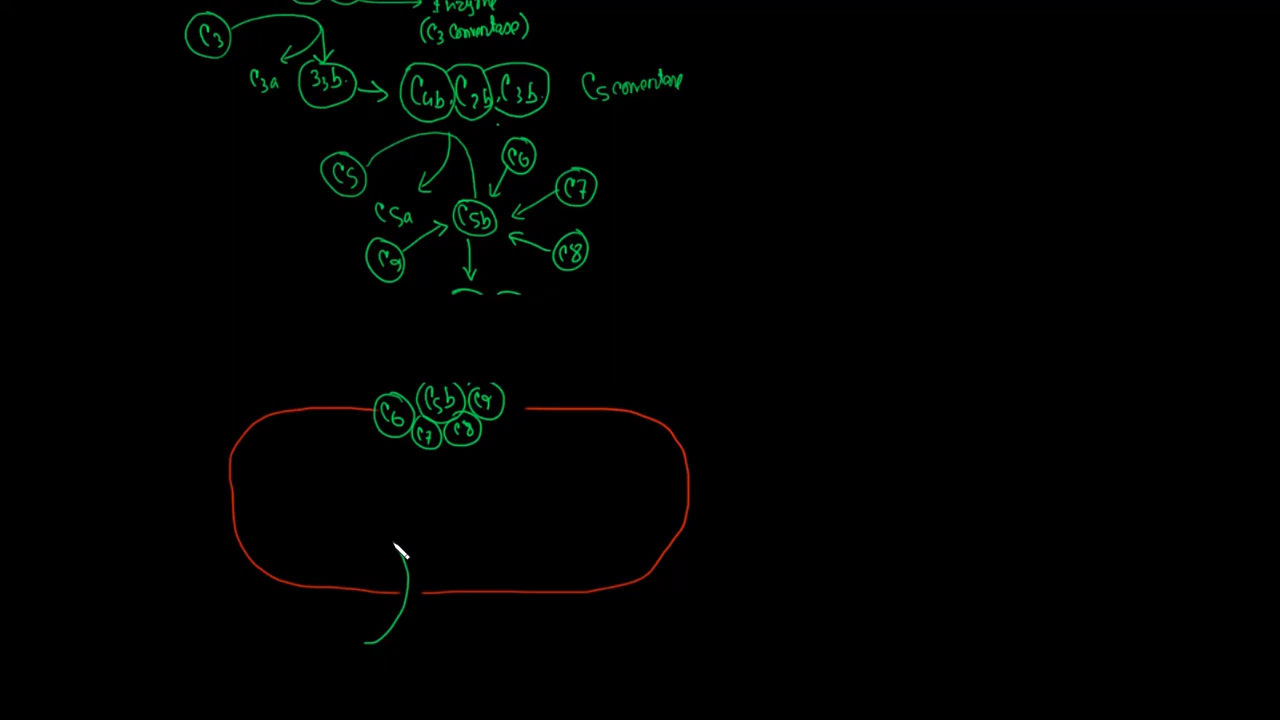 Enzyme
C3 (C3 convertase)
C3a 33b. → C4b. C2b. C3b. C5 convertase
C6
C5 C7
C5a C5b
C9 C8
C6 C5b C9
C7 C8